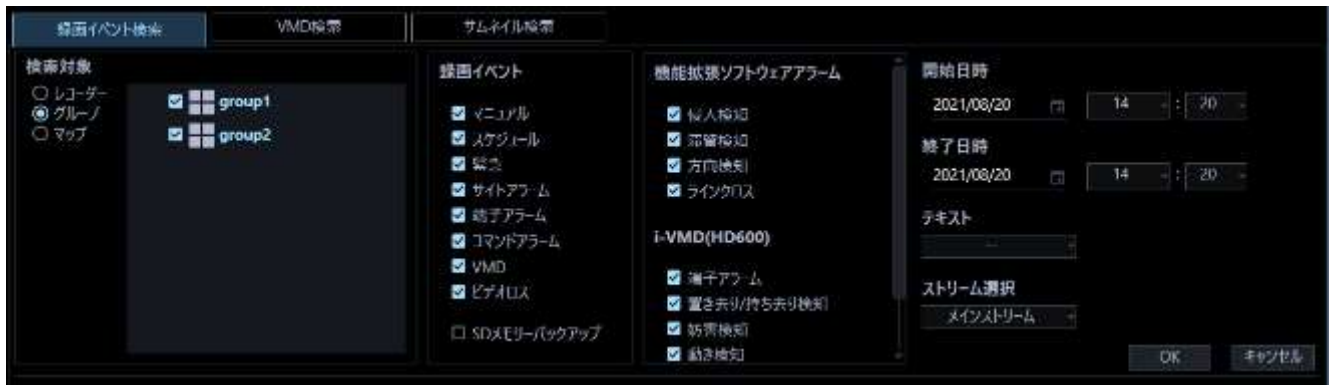 録画イベント検索
VMD検索
サムネイル検索
検索対象
レコーダー
グループ
マップ
group1
group2
録画イベント
マニュアル
スケジュール
緊急
サイトアラーム
端子アラーム
コマンドアラーム
VMD
ビデオロス
SDメモリーバックアップ
機能拡張ソフトウェアアラーム
侵入検知
滞留検知
方向検知
ラインクロス
i-VMD(HD600)
端子アラーム
置き去り/持ち去り検知
妨害検知
動き検知
開始日時
2021/08/20 14 : 20
終了日時
2021/08/20 14 : 20
テキスト
ストリーム選択
メインストリーム
OK キャンセル